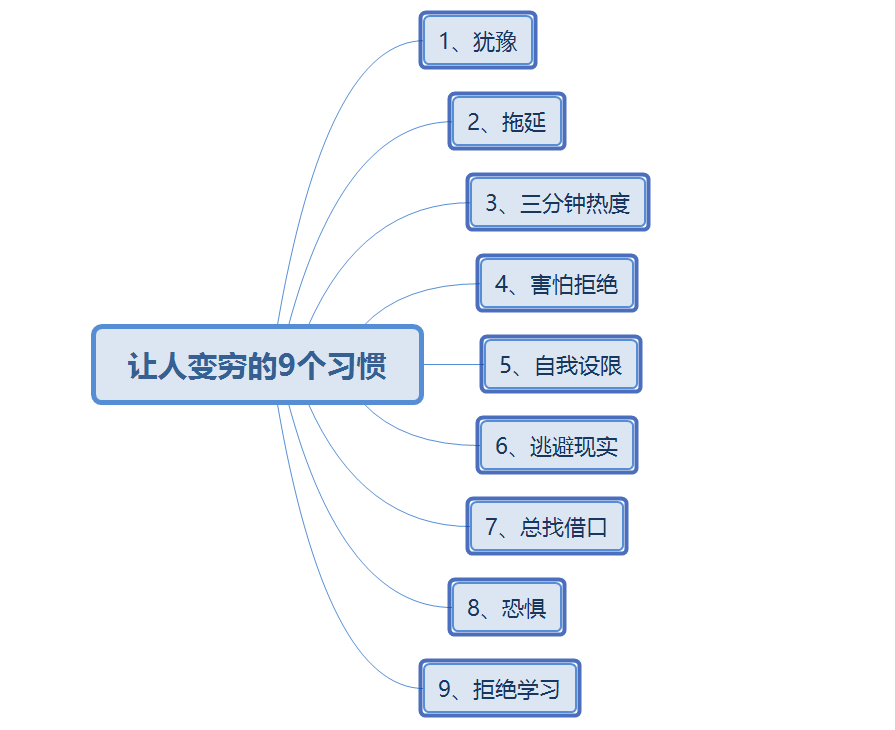 1、犹豫
2、拖延
3、三分钟热度
4、害怕拒绝
让人变穷的9个习惯
5、自我设限
6、逃避现实
7、总找借口
8、恐惧
9、拒绝学习